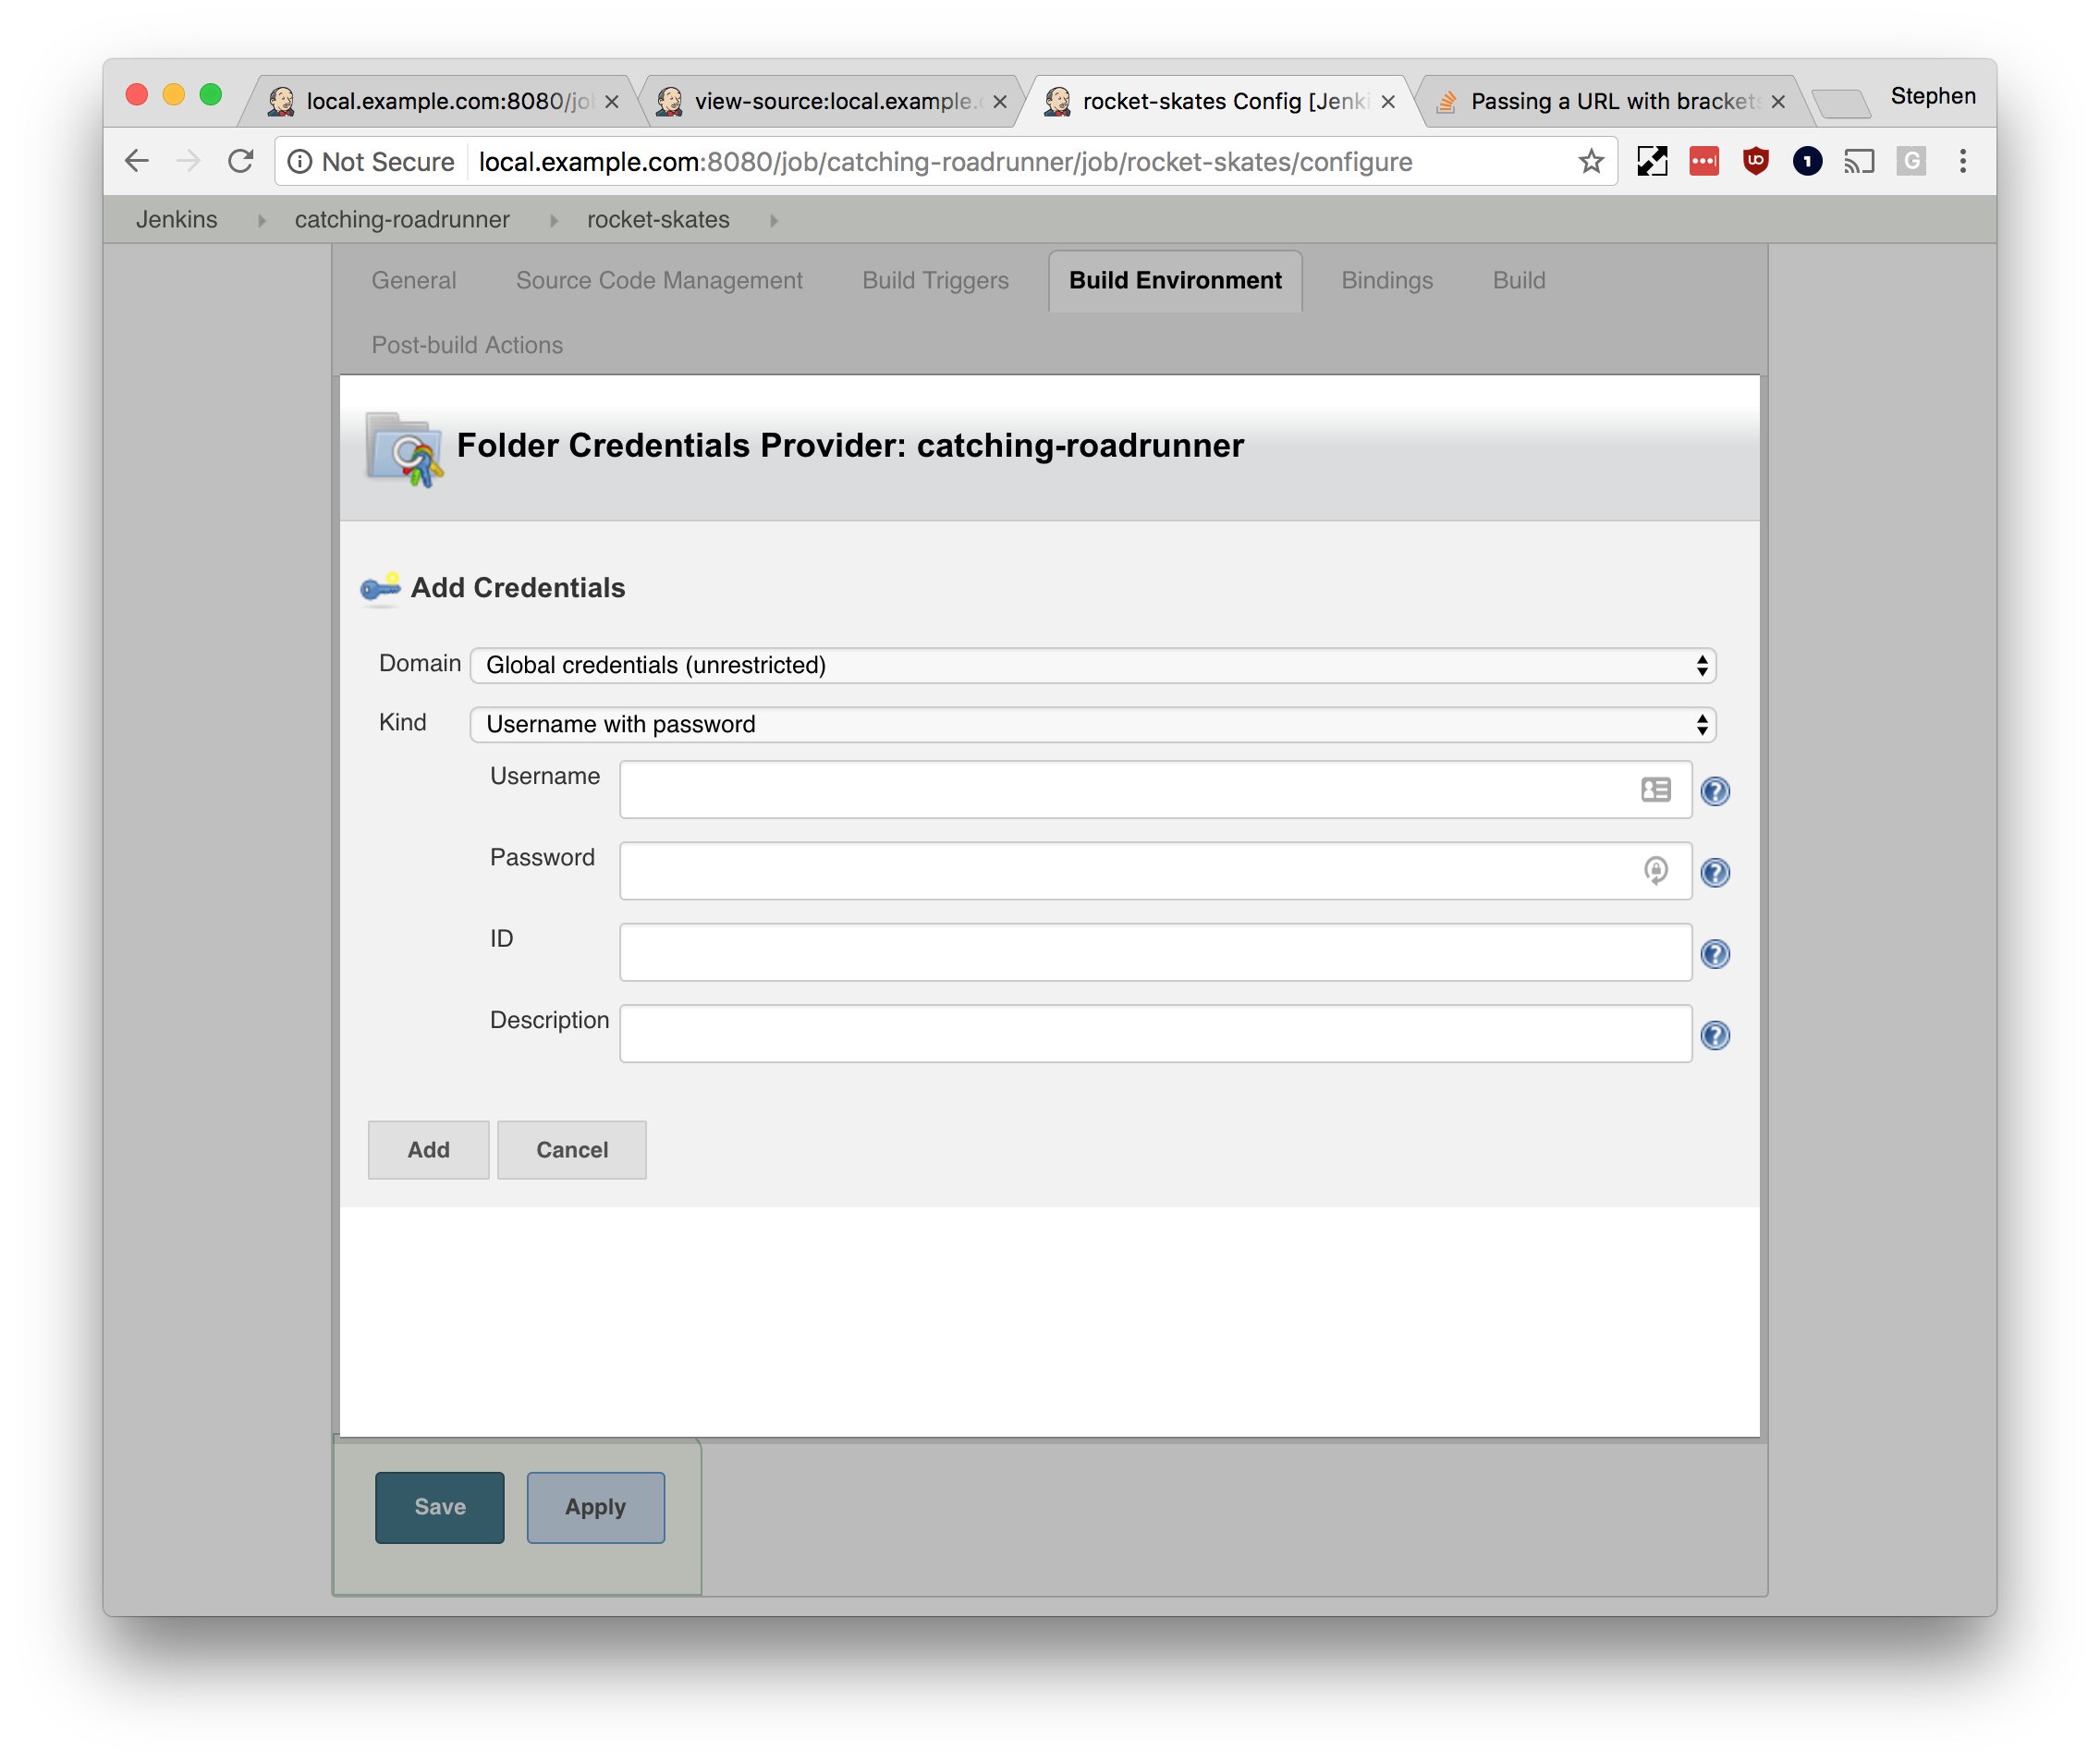 local.example.com:8080/jo
view-source:local.example.
rocket-skates Config [Jenki
Passing a URL with brackets
Stephen
Not Secure
local.example.com:8080/job/catching-roadrunner/job/rocket-skates/configure
1
G
Jenkins
catching-roadrunner
rocket-skates
General
Source Code Management
Build Triggers
Build Environment
Bindings
Build
Post-build Actions
Folder Credentials Provider: catching-roadrunner
Add Credentials
Domain
Global credentials (unrestricted)
Kind
Username with password
Username
?
Password
?
ID
?
Description
?
Add
Cancel
Save
Apply